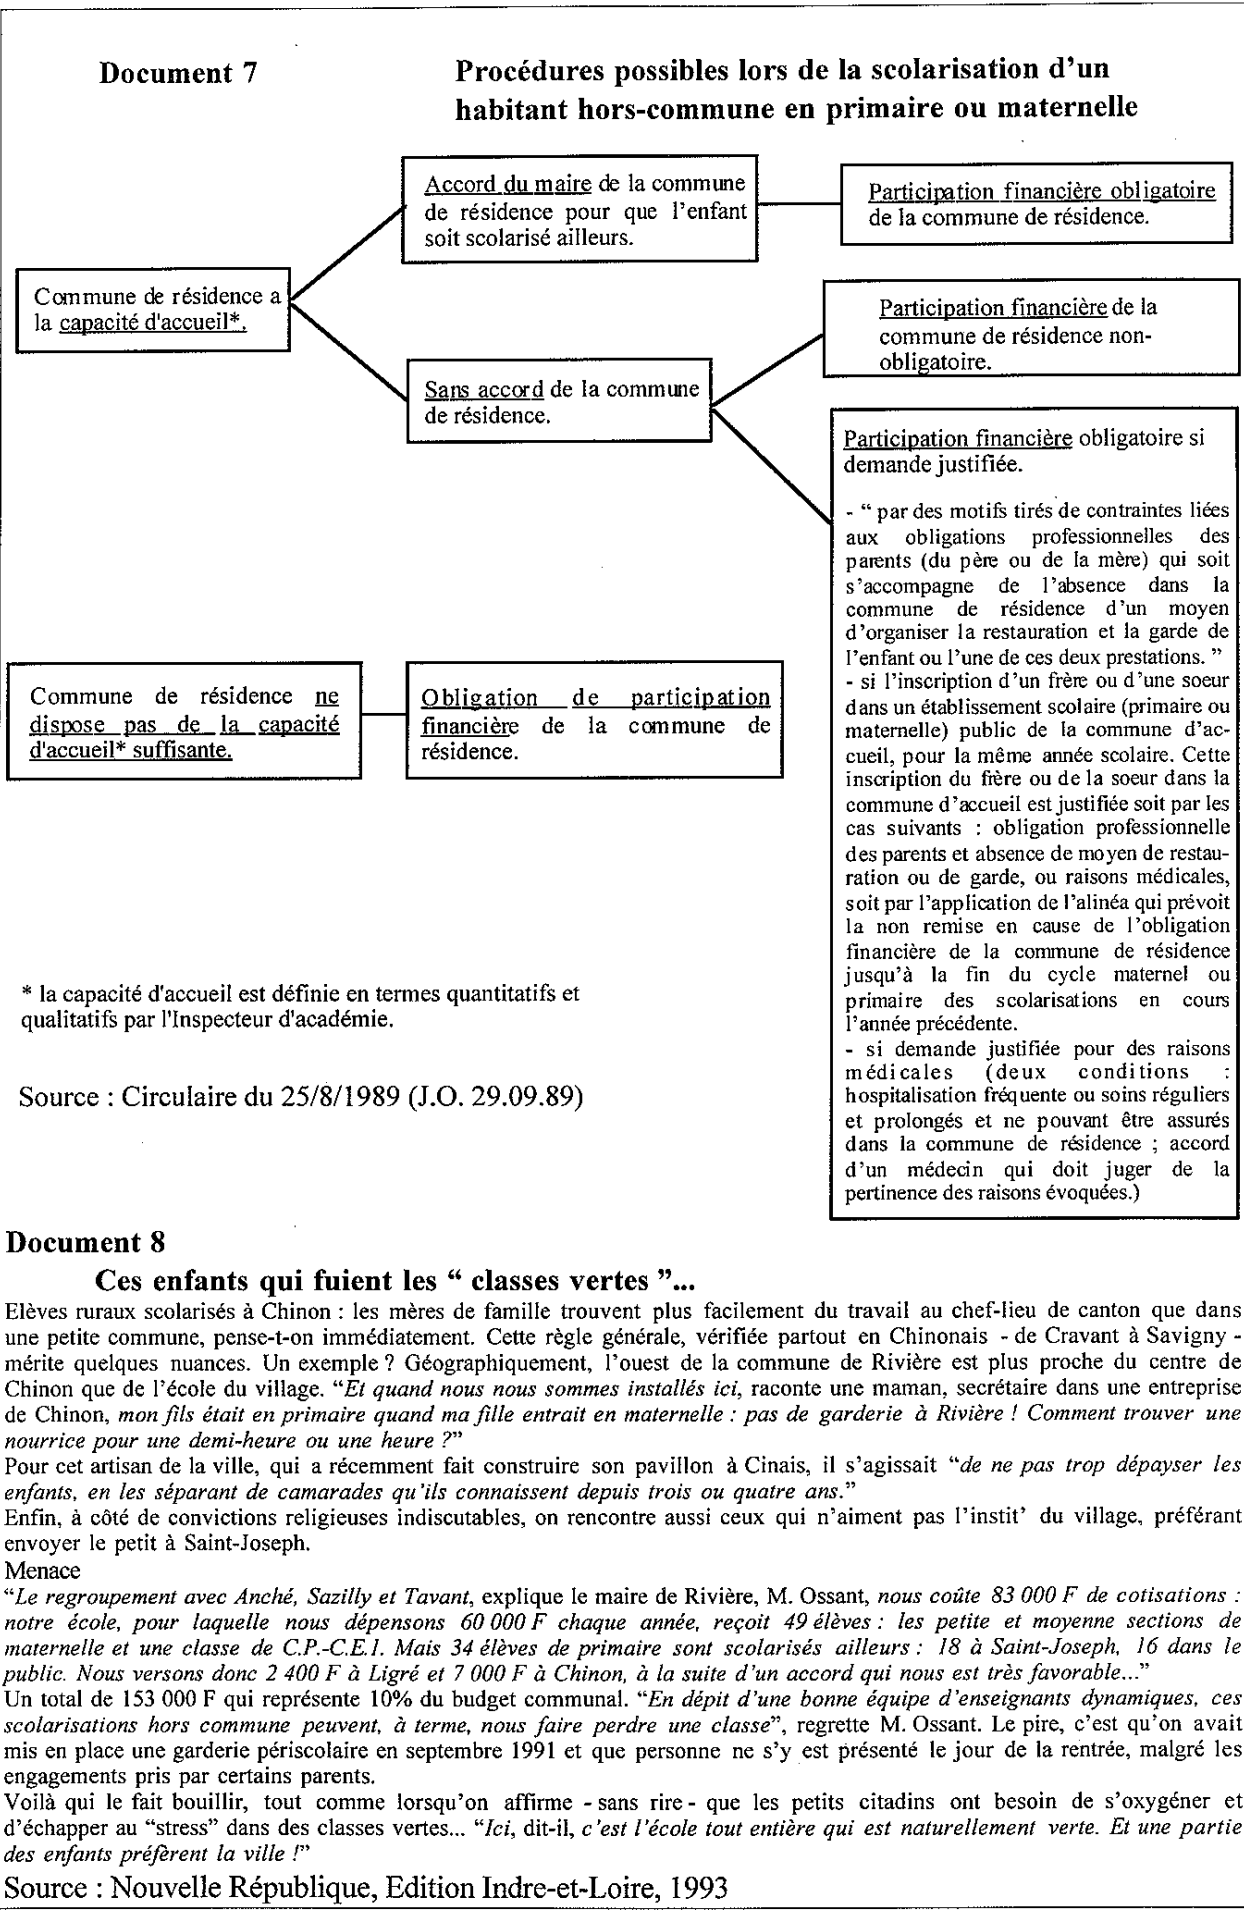 Document 7
Procédures possibles lors de la scolarisation d'un
habitant hors-commune en primaire ou maternelle
Accord du maire de la commune
de résidence pour que l'enfant
soit scolarisé ailleurs.
Participation financière obligatoire
de la commune de résidence.
Commune de résidence a
la capacité d'accueil*.
Participation financière de la
commune de résidence non-
obligatoire.
Sans accord de la commune
de résidence.
Participation financière obligatoire si
demande justifiée.
- “ par des motifs tirés de contraintes liées
aux obligations professionnelles des
parents (du père ou de la mère) qui soit
s'accompagne de l'absence dans la
commune de résidence d'un moyen
d'organiser la restauration et la garde de
l'enfant ou l'une de ces deux prestations. ”
- si l'inscription d'un frère ou d'une soeur
dans un établissement scolaire (primaire ou
maternelle) public de la commune d'ac-
cueil, pour la même année scolaire. Cette
inscription du frère ou de la soeur dans la
commune d'accueil est justifiée soit par les
cas suivants : obligation professionnelle
des parents et absence de moyen de restau-
ration ou de garde, ou raisons médicales,
soit par l'application de l'alinéa qui prévoit
la non remise en cause de l'obligation
financière de la commune de résidence
jusqu'à la fin du cycle maternel ou
primaire des scolarisations en cours
l'année précédente.
- si demande justifiée pour des raisons
médicales (deux conditions :
hospitalisation fréquente ou soins réguliers
et prolongés et ne pouvant être assurés
dans la commune de résidence ; accord
d'un médecin qui doit juger de la
pertinence des raisons évoquées.)
Commune de résidence ne
dispose pas de la capacité
d'accueil* suffisante.
Obligation de participation
financière de la commune de
résidence.
* la capacité d'accueil est définie en termes quantitatifs et
qualitatifs par l'Inspecteur d'académie.
Source : Circulaire du 25/8/1989 (J.O. 29.09.89)
Document 8
Ces enfants qui fuient les “ classes vertes ”...
Elèves ruraux scolarisés à Chinon : les mères de famille trouvent plus facilement du travail au chef-lieu de canton que dans
une petite commune, pense-t-on immédiatement. Cette règle générale, vérifiée partout en Chinonais - de Cravant à Savigny -
mérite quelques nuances. Un exemple ? Géographiquement, l'ouest de la commune de Rivière est plus proche du centre de
Chinon que de l'école du village. “Et quand nous nous sommes installés ici, raconte une maman, secrétaire dans une entreprise
de Chinon, mon fils était en primaire quand ma fille entrait en maternelle : pas de garderie à Rivière ! Comment trouver une
nourrice pour une demi-heure ou une heure ?”
Pour cet artisan de la ville, qui a récemment fait construire son pavillon à Cinais, il s'agissait “de ne pas trop dépayser les
enfants, en les séparant de camarades qu'ils connaissent depuis trois ou quatre ans.”
Enfin, à côté de convictions religieuses indiscutables, on rencontre aussi ceux qui n'aiment pas l'instit' du village, préférant
envoyer le petit à Saint-Joseph.
Menace
“Le regroupement avec Anché, Sazilly et Tavant, explique le maire de Rivière, M. Ossant, nous coûte 83 000 F de cotisations :
notre école, pour laquelle nous dépensons 60 000 F chaque année, reçoit 49 élèves : les petite et moyenne sections de
maternelle et une classe de C.P.-C.E.1. Mais 34 élèves de primaire sont scolarisés ailleurs : 18 à Saint-Joseph, 16 dans le
public. Nous versons donc 2 400 F à Ligré et 7 000 F à Chinon, à la suite d'un accord qui nous est très favorable...”
Un total de 153 000 F qui représente 10% du budget communal. “En dépit d'une bonne équipe d'enseignants dynamiques, ces
scolarisations hors commune peuvent, à terme, nous faire perdre une classe”, regrette M. Ossant. Le pire, c'est qu'on avait
mis en place une garderie périscolaire en septembre 1991 et que personne ne s'y est présenté le jour de la rentrée, malgré les
engagements pris par certains parents.
Voilà qui le fait bouillir, tout comme lorsqu'on affirme - sans rire - que les petits citadins ont besoin de s'oxygéner et
d'échapper au “stress” dans des classes vertes... “Ici, dit-il, c'est l'école tout entière qui est naturellement verte. Et une partie
des enfants préfèrent la ville !”
Source : Nouvelle République, Edition Indre-et-Loire, 1993